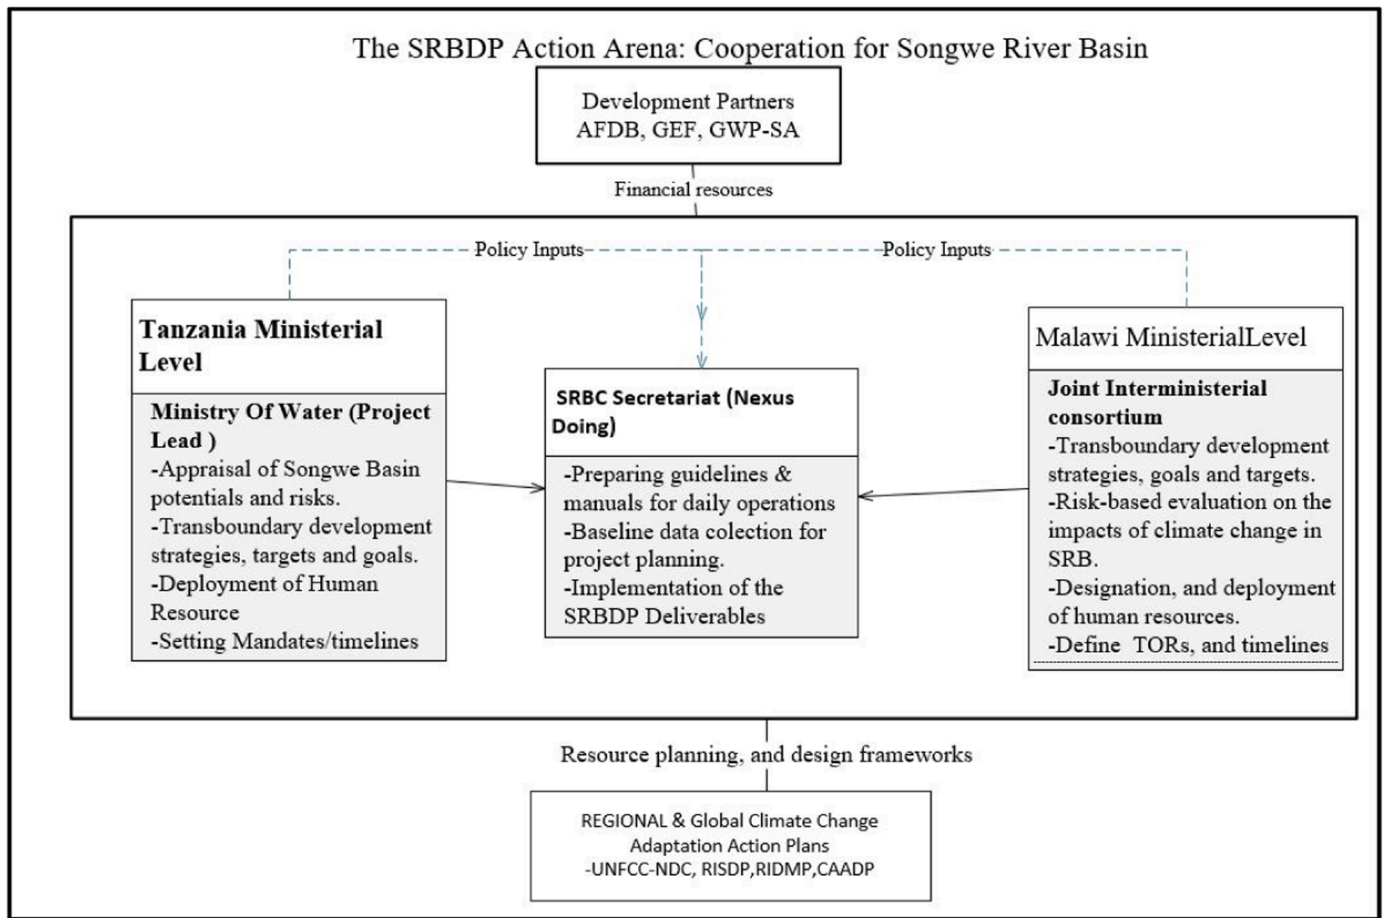 The SRBDP Action Arena: Cooperation for Songwe River Basin
Development Partners
AFDB, GEF, GWP-SA
Financial resources
Policy Inputs
Policy Inputs
Tanzania Ministerial
Level
Ministry Of Water (Project
Lead )
-Appraisal of Songwe Basin
potentials and risks.
-Transboundary development
strategies, targets and goals.
-Deployment of Human
Resource
-Setting Mandates/timelines
SRBC Secretariat (Nexus
Doing)
-Preparing guidelines &
manuals for daily operations
-Baseline data colection for
project planning.
-Implementation of the
SRBDP Deliverables
Malawi MinisterialLevel
Joint Interministerial
consortium
-Transboundary development
strategies, goals and targets.
-Risk-based evaluation on the
impacts of climate change in
SRB.
-Designation, and deployment
of human resources.
-Define TORs, and timelines
Resource planning, and design frameworks
REGIONAL & Global Climate Change
Adaptation Action Plans
-UNFCC-NDC, RISDP,RIDMP,CAADP